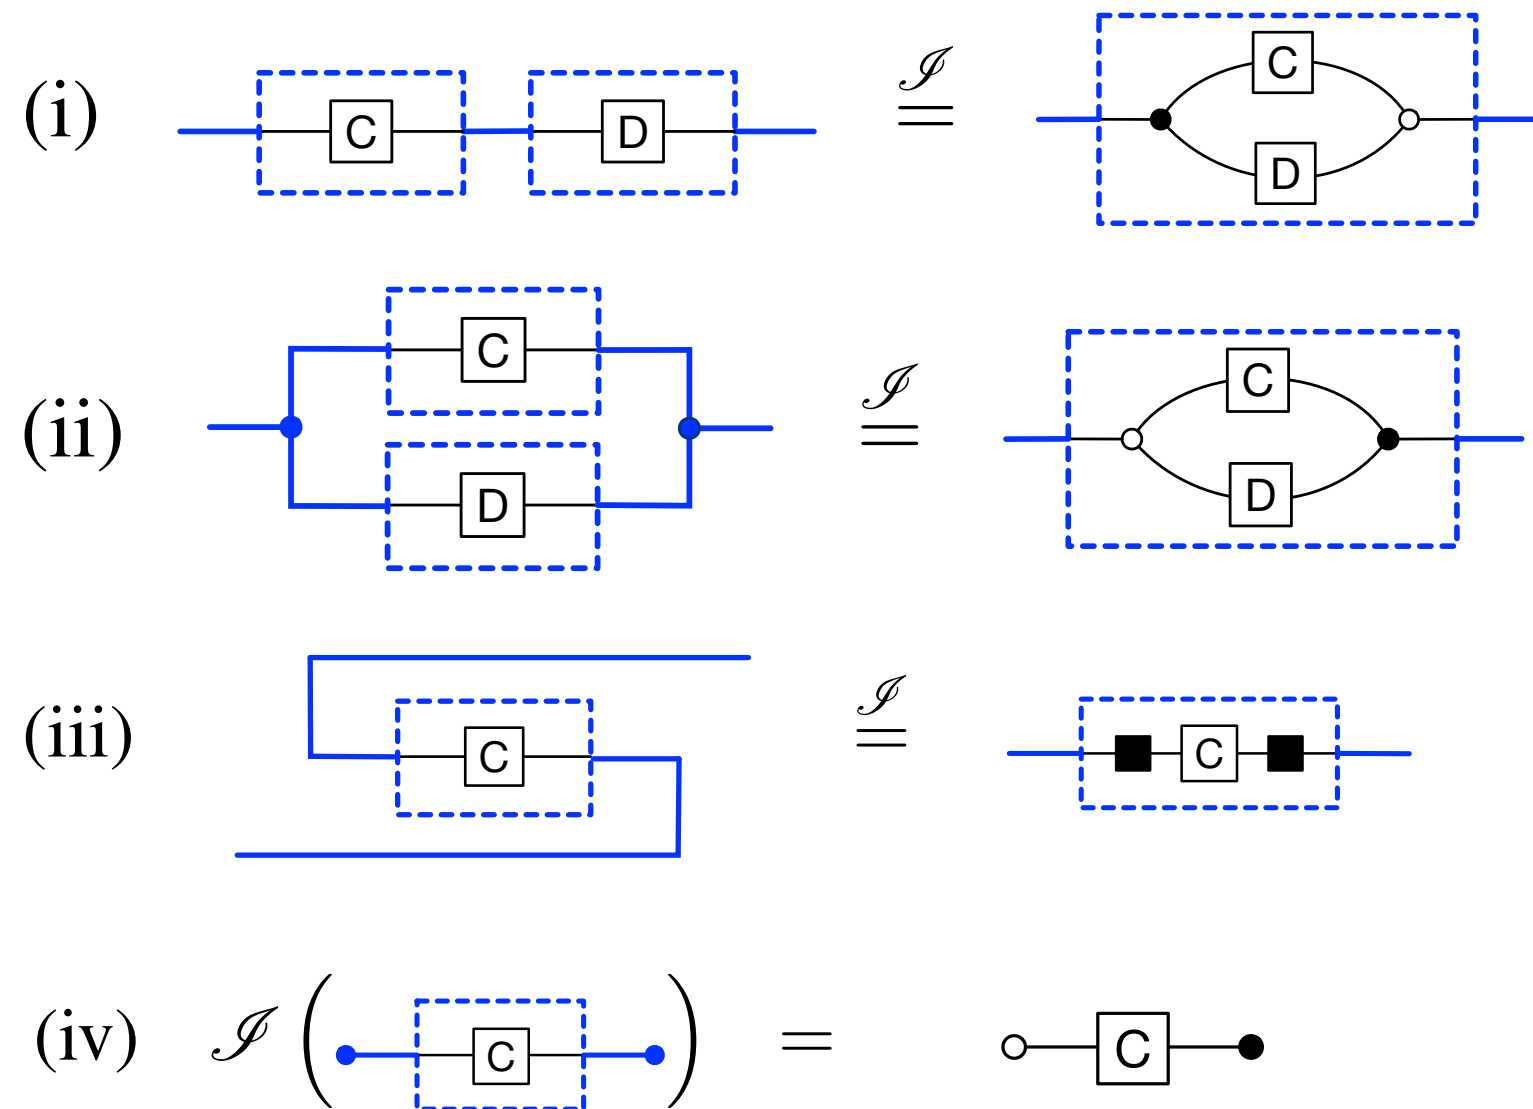 (i) C D ℐ = C D
(ii) C D ℐ = C D
(iii) C ℐ = C
(iv) ℐ ( C ) = C